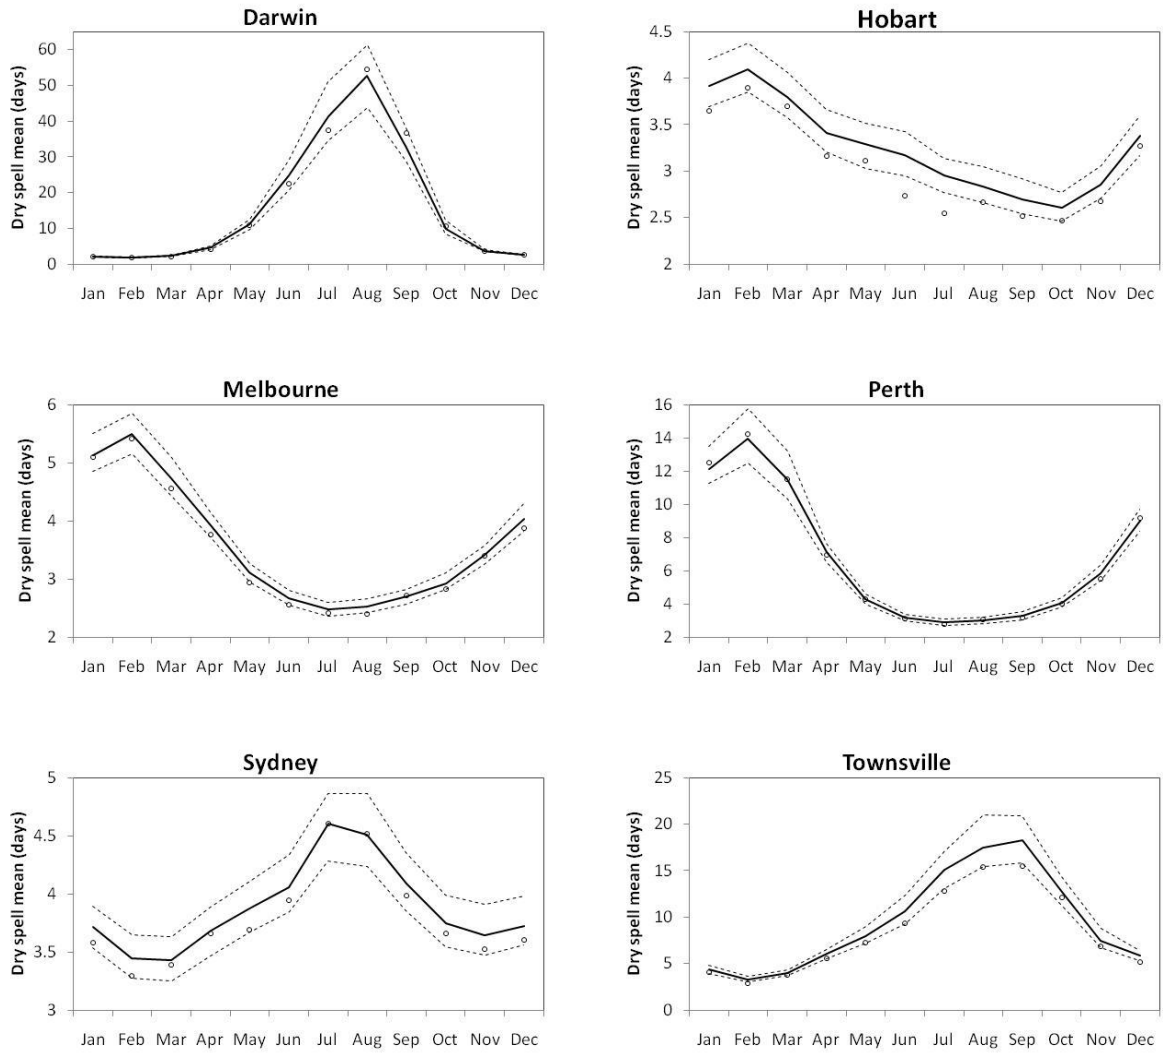 Darwin
Dry spell mean (days)
60
50
40
30
20
10
0
Jan Feb Mar Apr May Jun Jul Aug Sep Oct Nov Dec
Hobart
Dry spell mean (days)
4.5
4
3.5
3
2.5
2
Jan Feb Mar Apr May Jun Jul Aug Sep Oct Nov Dec
Melbourne
Dry spell mean (days)
6
5
4
3
2
Jan Feb Mar Apr May Jun Jul Aug Sep Oct Nov Dec
Perth
Dry spell mean (days)
16
14
12
10
8
6
4
2
Jan Feb Mar Apr May Jun Jul Aug Sep Oct Nov Dec
Sydney
Dry spell mean (days)
5
4.5
4
3.5
3
Jan Feb Mar Apr May Jun Jul Aug Sep Oct Nov Dec
Townsville
Dry spell mean (days)
25
20
15
10
5
0
Jan Feb Mar Apr May Jun Jul Aug Sep Oct Nov Dec